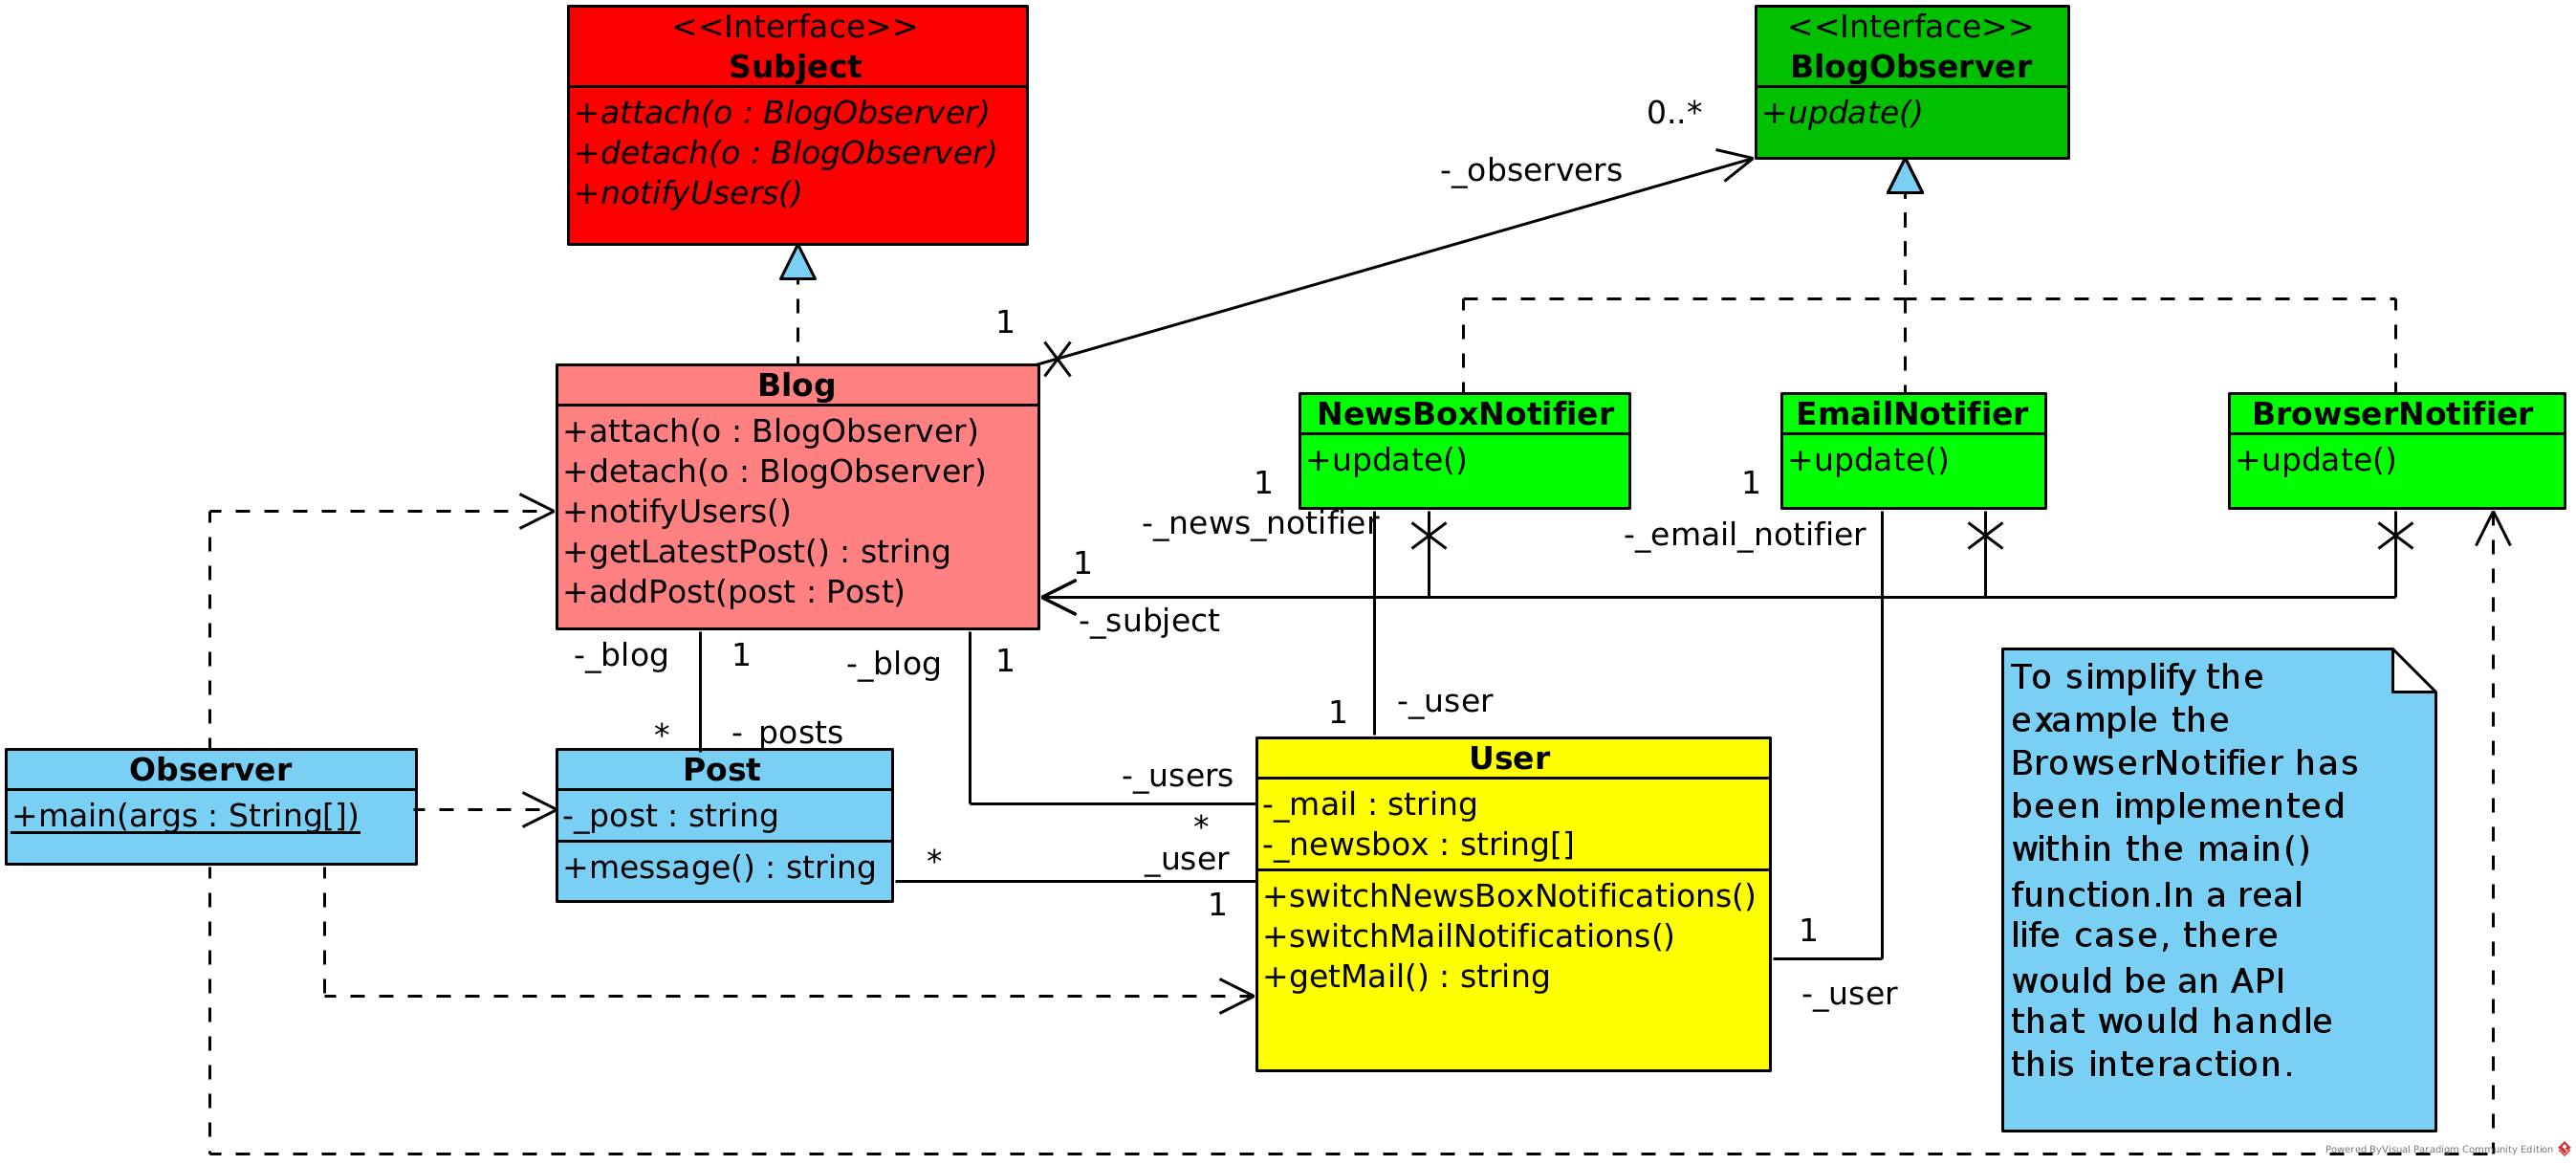 <<Interface>>
Subject
+attach(o : BlogObserver)
+detach(o : BlogObserver)
+notifyUsers()
<<Interface>>
BlogObserver
+update()
0..*
-_observers
1
Blog
+attach(o : BlogObserver)
+detach(o : BlogObserver)
+notifyUsers()
+getLatestPost() : string
+addPost(post : Post)
NewsBoxNotifier
+update()
EmailNotifier
+update()
BrowserNotifier
+update()
1
-_news_notifier
1
-_email_notifier
1
-_subject
-_blog
1
-_blog
1
*
-_posts
1
-_user
-_users
*
_user
1
*
1
-_user
Observer
+main(args : String[])
Post
-_post : string
+message() : string
User
-_mail : string
-_newsbox : string[]
+switchNewsBoxNotifications()
+switchMailNotifications()
+getMail() : string
To simplify the
example the
BrowserNotifier has
been implemented
within the main()
function.In a real
life case, there
would be an API
that would handle
this interaction.
Powered ByVisual Paradigm Community Edition